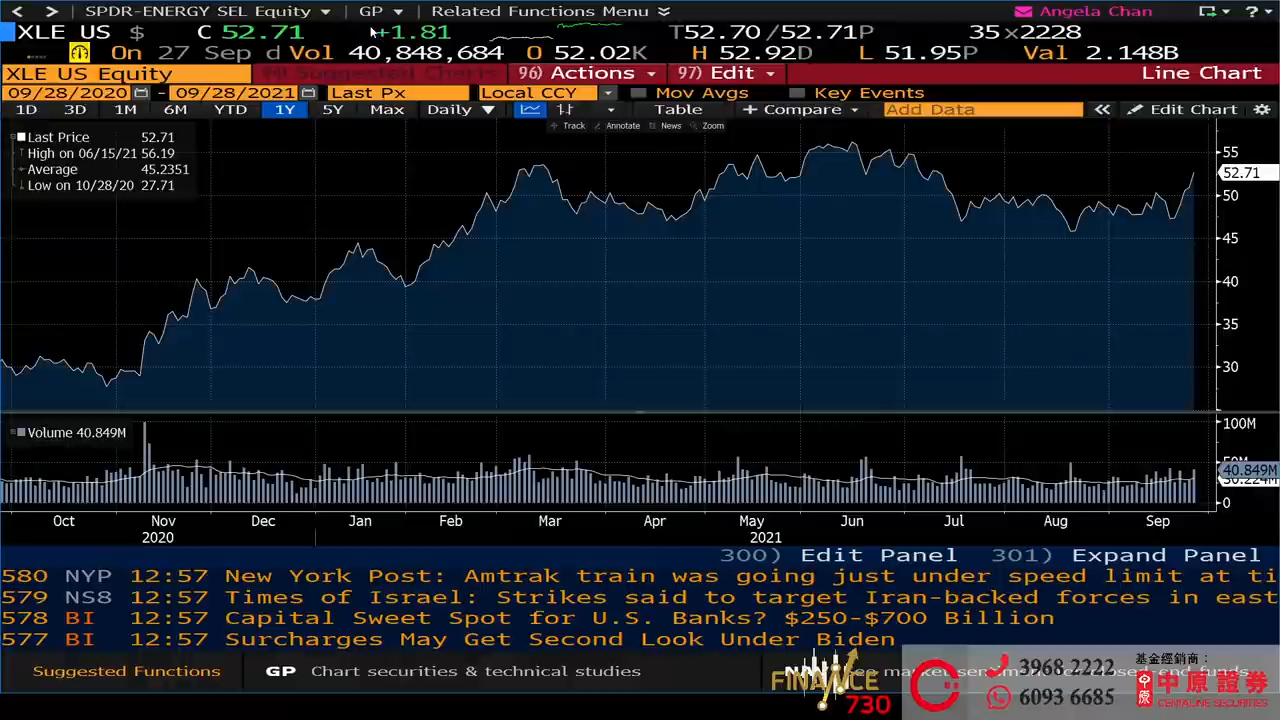 SPDR-ENERGY SEL Equity GP Related Functions Menu Angela Chan
XLE US $ C 52.71 +1.81 T52.70 /52.71P 35×2228
On 27 Sep d Vol 40,848,684 O 52.02K H 52.92D L 51.95P Val 2.148B
XLE US Equity 96) Actions 97) Edit Line Chart
09/28/2020 - 09/28/2021 Last Px Local CCY Mov Avgs Key Events
1D 3D 1M 6M YTD 1Y 5Y Max Daily Table + Compare Add Data Edit Chart
Track Annotate News Zoom
Last Price 52.71
High on 06/15/21 56.19
Average 45.2351
Low on 10/28/20 27.71
55
52.71
50
45
40
35
30
Volume 40.849M
100M
40.849M
0
Oct Nov Dec Jan Feb Mar Apr May Jun Jul Aug Sep
2020 2021
300) Edit Panel 301) Expand Panel
580 NYP 12:57 New York Post: Amtrak train was going just under speed limit at ti
579 NS8 12:57 Times of Israel: Strikes said to target Iran-backed forces in east
578 BI 12:57 Capital Sweet Spot for U.S. Banks? $250-$700 Billion
577 BI 12:57 Surcharges May Get Second Look Under Biden
Suggested Functions GP Chart securities & technical studies
FINANCE
730
3968 2222
6093 6685
基金經銷商：
中原證券
CENTALINE SECURITIES